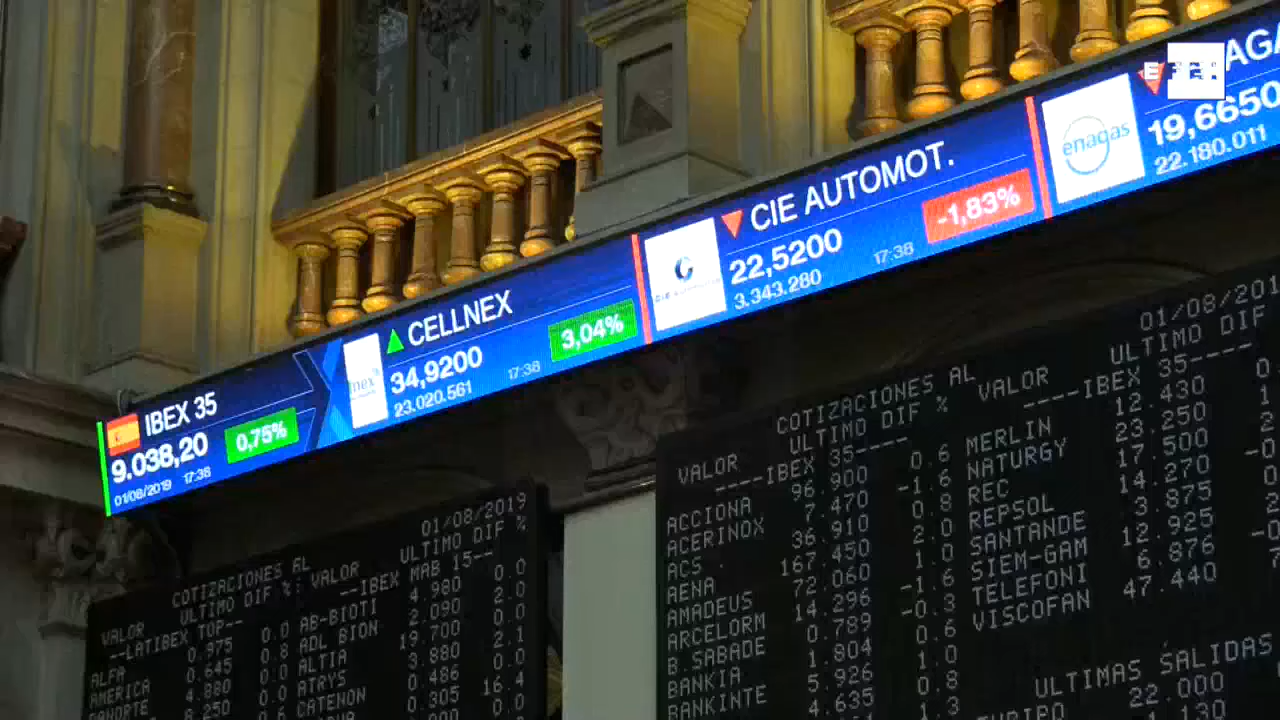 EFE:
IBEX 35
9.038,20
0,75%
01/08/2019 17:38
CELLNEX
34,9200
3,04%
23.020.561
17:38
CIE AUTOMOT.
22,5200
-1,83%
3.343.280
17:38
enagas
19,6650
22.180.011
01/08/2019
COTIZACIONES AL
VALOR ULTIMO DIF %
--LATIBEX TOP--
ALFA 0.975 0.0
AMERICA 0.645 0.8
BANORTE 4.880 0.0
8.250
VALOR ULTIMO DIF %
--IBEX MAB 15--
AB-BIOTI 4.980 0.0
ADL BION 2.090 2.0
ALTIA 19.700 0.0
ATRYS 3.880 2.1
CATENON 0.486 0.0
0.305 16.4
COTIZACIONES AL
VALOR ULTIMO DIF %
----IBEX 35----
ACCIONA 96.900 0.6
ACERINOX 7.470 -1.6
ACS 36.910 0.8
AENA 167.450 2.0
AMADEUS 72.060 1.0
ARCELORM 14.296 -1.6
B.SABADE 0.789 -0.3
BANKIA 1.804 0.6
BANKINTE 5.926 1.0
4.635 0.8
1.3
01/08/201
VALOR ULTIMO DIF
----IBEX 35----
MERLIN 12.430
NATURGY 23.250
REC 17.500
REPSOL 14.270
SANTANDE 3.875
SIEM-GAM 12.925
TELEFONI 6.876
VISCOFAN 47.440
ULTIMAS SALIDAS
22.000